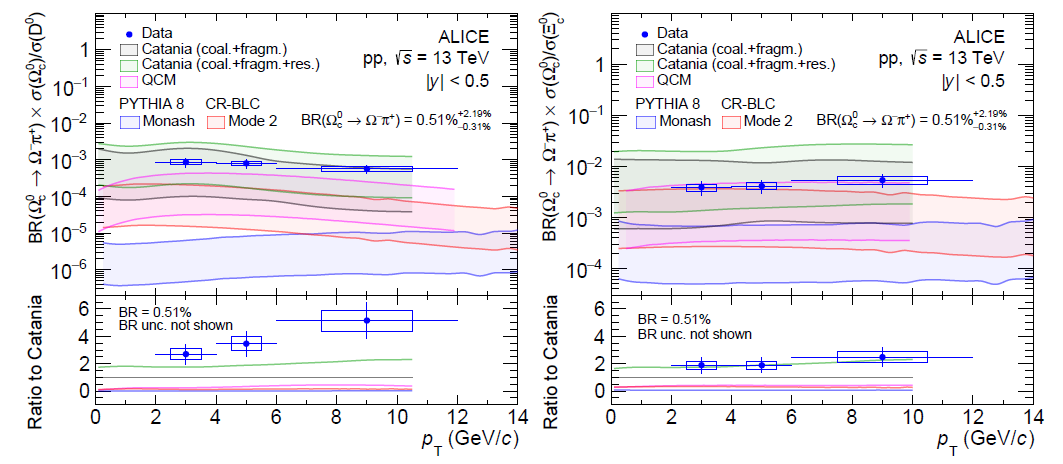 BR(Ω⁰c → Ω⁻π⁺) × σ(Ω⁰c)/σ(D⁰)
1
10⁻¹
10⁻²
10⁻³
10⁻⁴
10⁻⁵
10⁻⁶
Data
Catania (coal.+fragm.)
Catania (coal.+fragm.+res.)
QCM
PYTHIA 8 CR-BLC
Monash Mode 2
ALICE
pp, √s = 13 TeV
|y| < 0.5
BR(Ω⁰c → Ω⁻π⁺) = 0.51%+2.19%−0.31%
Ratio to Catania
6
4
2
0
BR = 0.51%
BR unc. not shown
0 2 4 6 8 10 12 14
pT (GeV/c)
BR(Ω⁰c → Ω⁻π⁺) × σ(Ω⁰c)/σ(Ξ⁰c)
1
10⁻¹
10⁻²
10⁻³
10⁻⁴
Data
Catania (coal.+fragm.)
Catania (coal.+fragm.+res.)
QCM
PYTHIA 8 CR-BLC
Monash Mode 2
ALICE
pp, √s = 13 TeV
|y| < 0.5
BR(Ω⁰c → Ω⁻π⁺) = 0.51%+2.19%−0.31%
Ratio to Catania
6
4
2
0
BR = 0.51%
BR unc. not shown
0 2 4 6 8 10 12 14
pT (GeV/c)